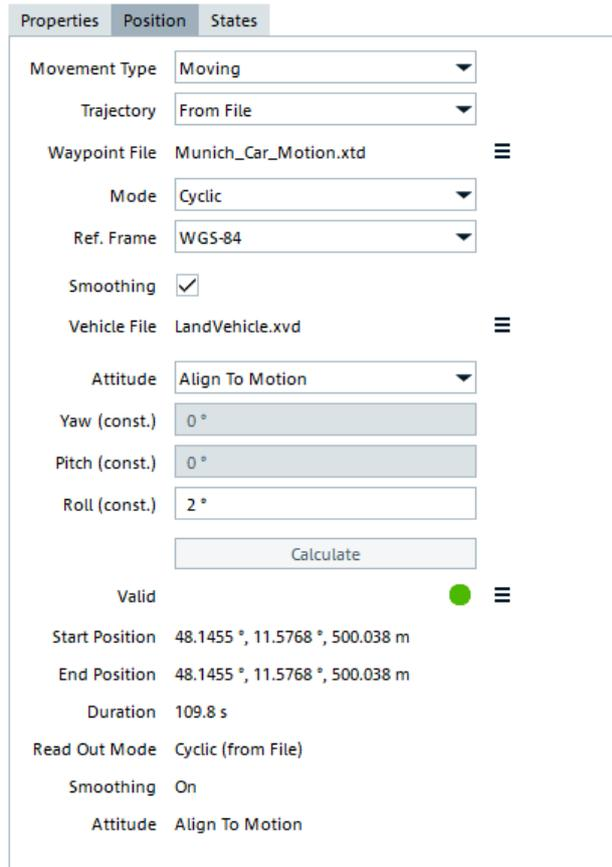 Properties Position States
Movement Type Moving
Trajectory From File
Waypoint File Munich_Car_Motion.xtd
Mode Cyclic
Ref. Frame WGS-84
Smoothing
Vehicle File LandVehicle.xvd
Attitude Align To Motion
Yaw (const.) 0 °
Pitch (const.) 0 °
Roll (const.) 2 °
Calculate
Valid
Start Position 48.1455 °, 11.5768 °, 500.038 m
End Position 48.1455 °, 11.5768 °, 500.038 m
Duration 109.8 s
Read Out Mode Cyclic (from File)
Smoothing On
Attitude Align To Motion